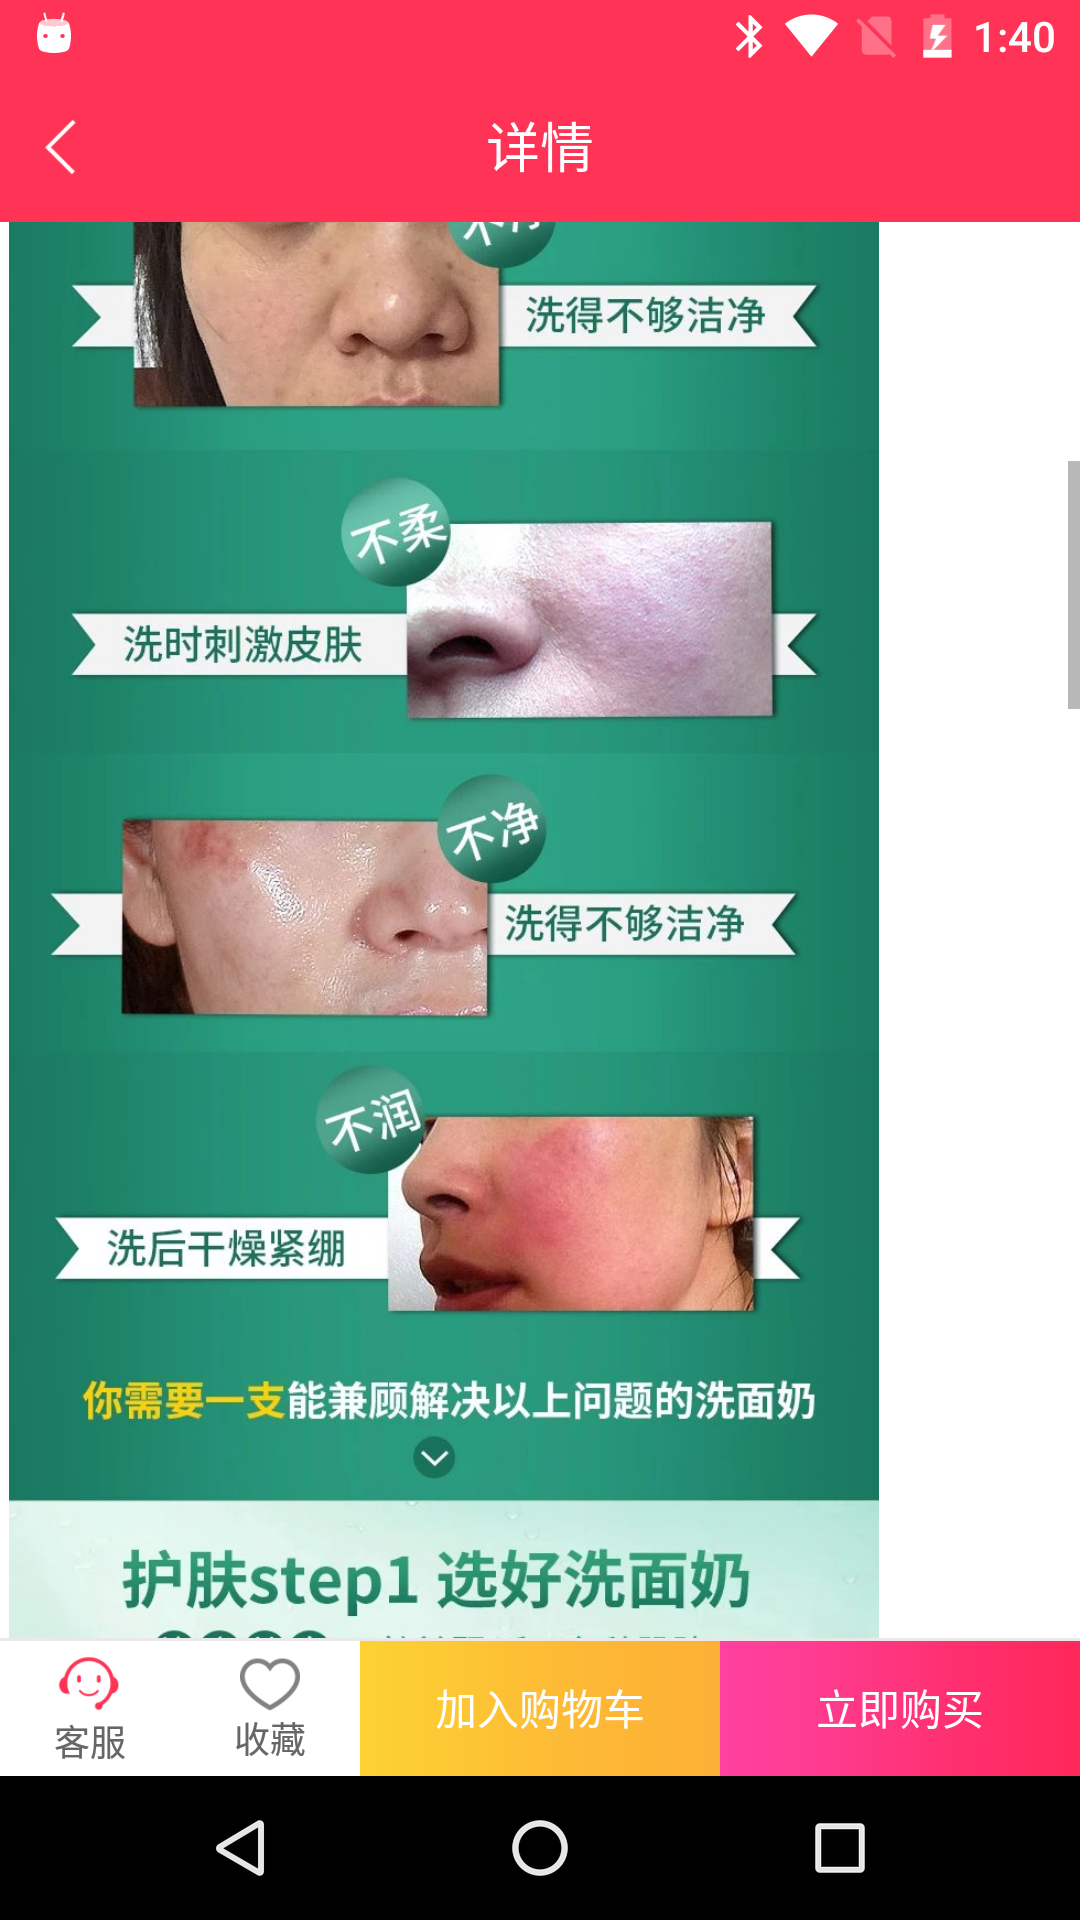 1:40
详情
不净
洗得不够洁净
不柔
洗时刺激皮肤
不净
洗得不够洁净
不润
洗后干燥紧绷
你需要一支能兼顾解决以上问题的洗面奶
护肤step1 选好洗面奶
客服
收藏
加入购物车
立即购买